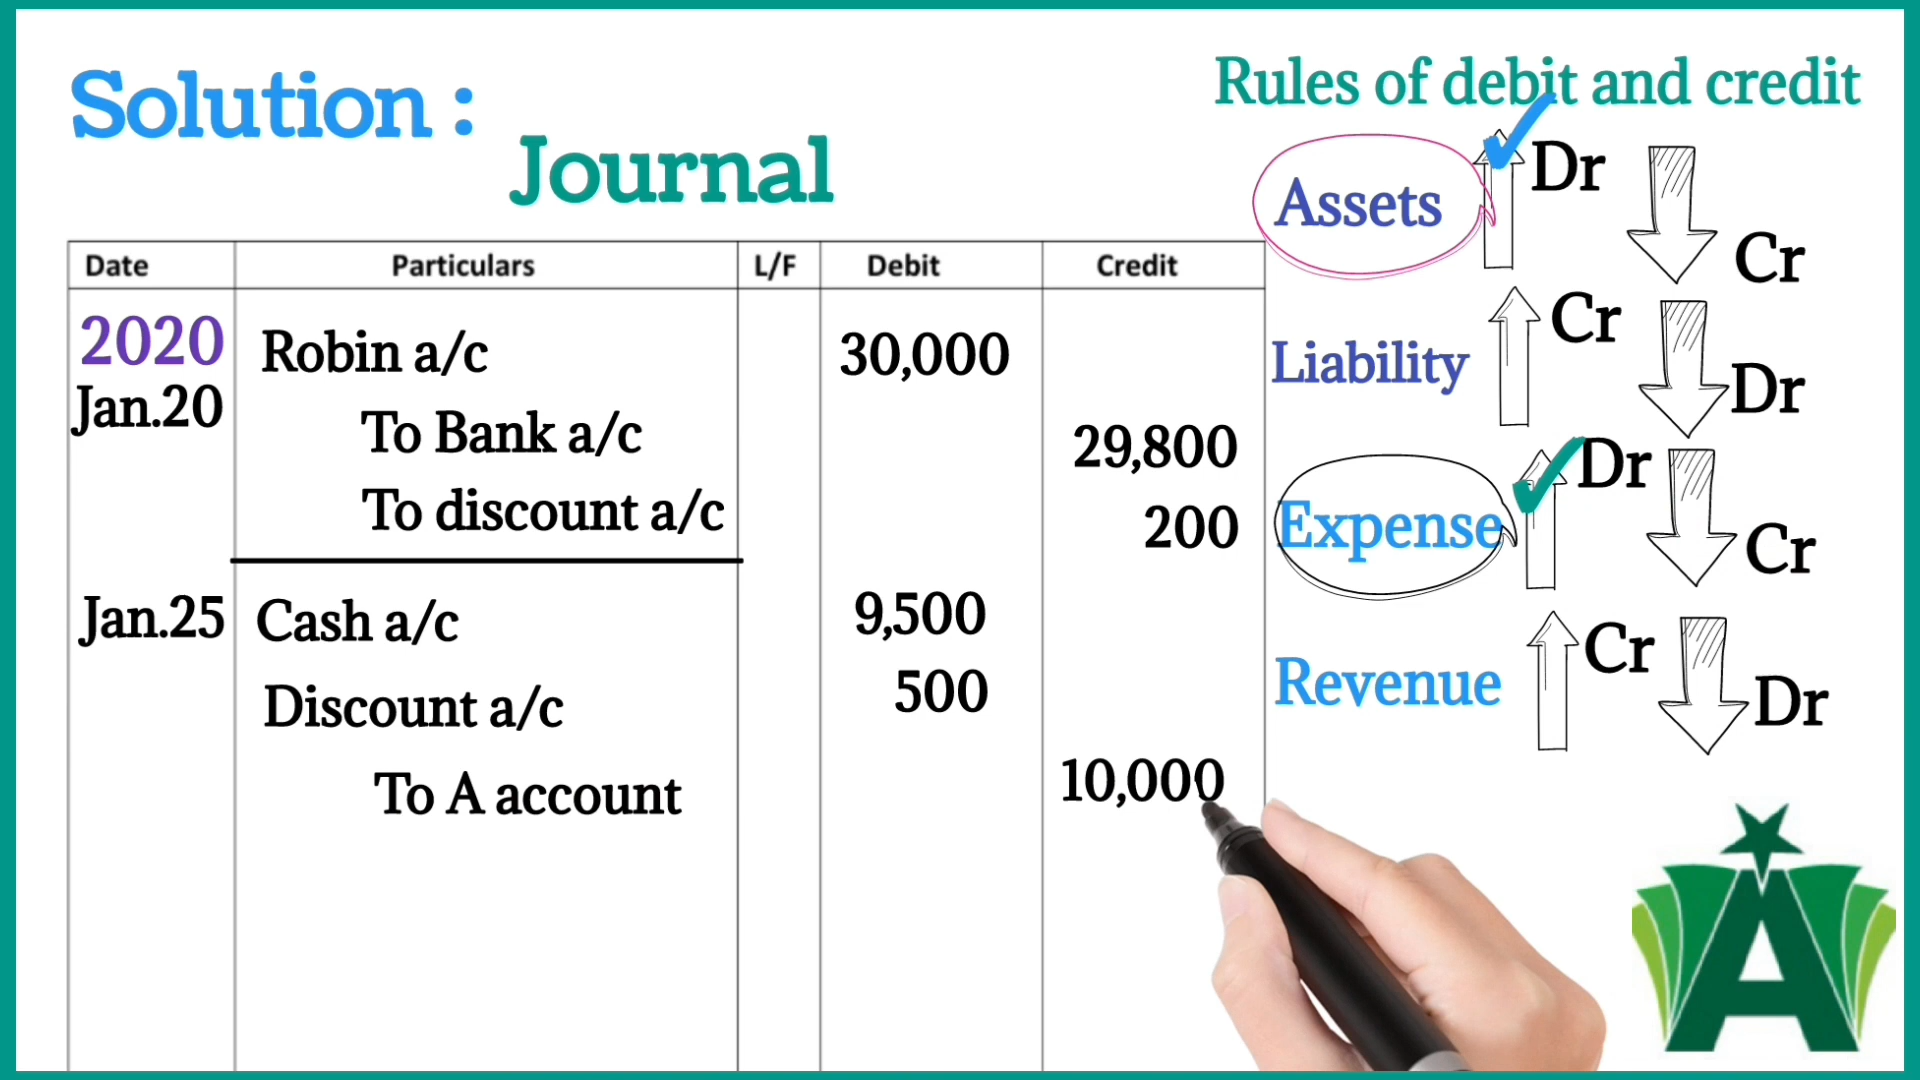 Solution :
Journal
Date Particulars L/F Debit Credit
2020 Robin a/c 30,000
Jan.20 To Bank a/c 29,800
To discount a/c 200
Jan.25 Cash a/c 9,500
Discount a/c 500
To A account 10,000
Rules of debit and credit
Assets Dr Cr
Liability Cr Dr
Expense Dr Cr
Revenue Cr Dr
A